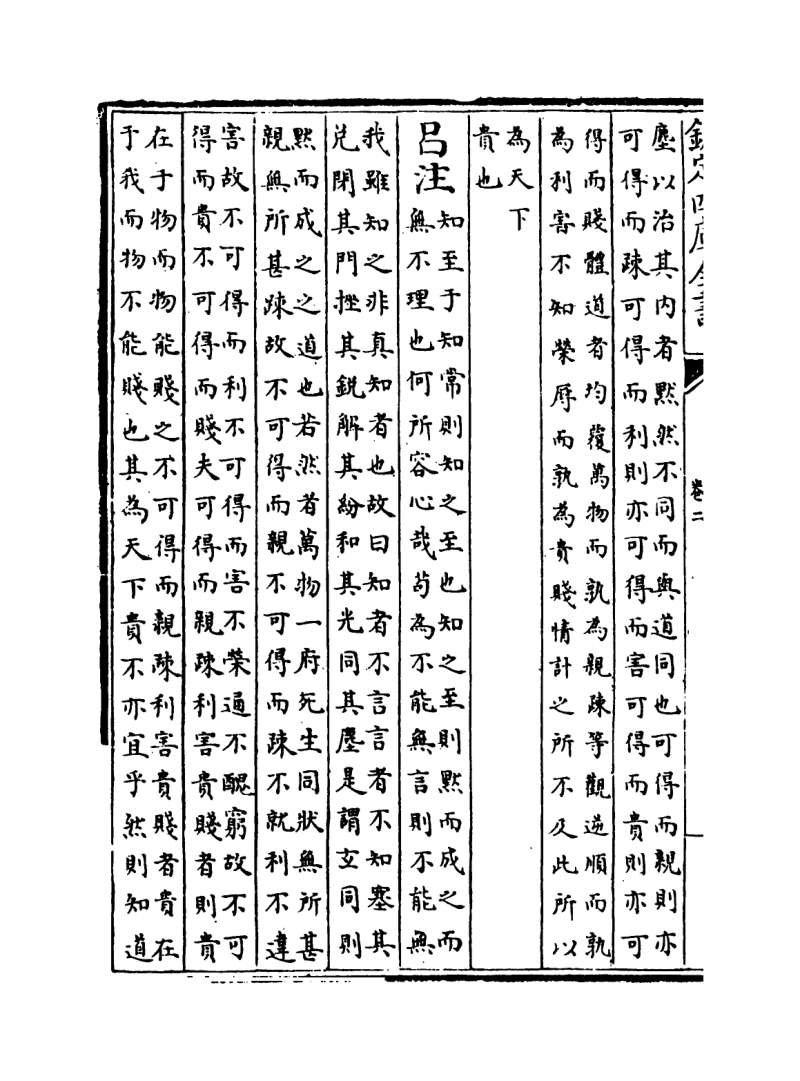 欽定四庫全書
卷二
塵以治其内者黙然不同而與道同也可得而親則亦
可得而疎可得而利則亦可得而害可得而貴則亦可
得而賤體道者均覆萬物而孰為親疎等觀逆順而孰
為利害不知榮辱而孰為貴賤情計之所不及此所以
為天下
貴也
吕注
知至于知常則知之至也知之至則黙而成之而
無不理也何所容心哉茍為不能無言則不能無
我雖知之非真知者也故曰知者不言言者不知塞其
兌閉其門挫其鋭解其紛和其光同其塵是謂玄同則
黙而成之之道也若然者萬物一府死生同狀無所甚
親無所甚疎故不可得而親不可得而疎不就利不違
害故不可得而利不可得而害不榮通不醜窮故不可
得而貴不可得而賤夫可得而親疎利害貴賤者則貴
在于物而物能賤之不可得而親疎利害貴賤者貴在
于我而物不能賤也其為天下貴不亦宜乎然則知道